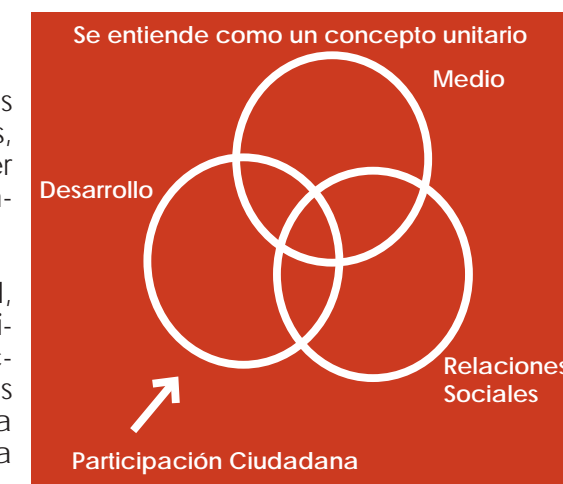 Se entiende como un concepto unitario
Medio
Desarrollo
Relaciones
Sociales
Participación Ciudadana